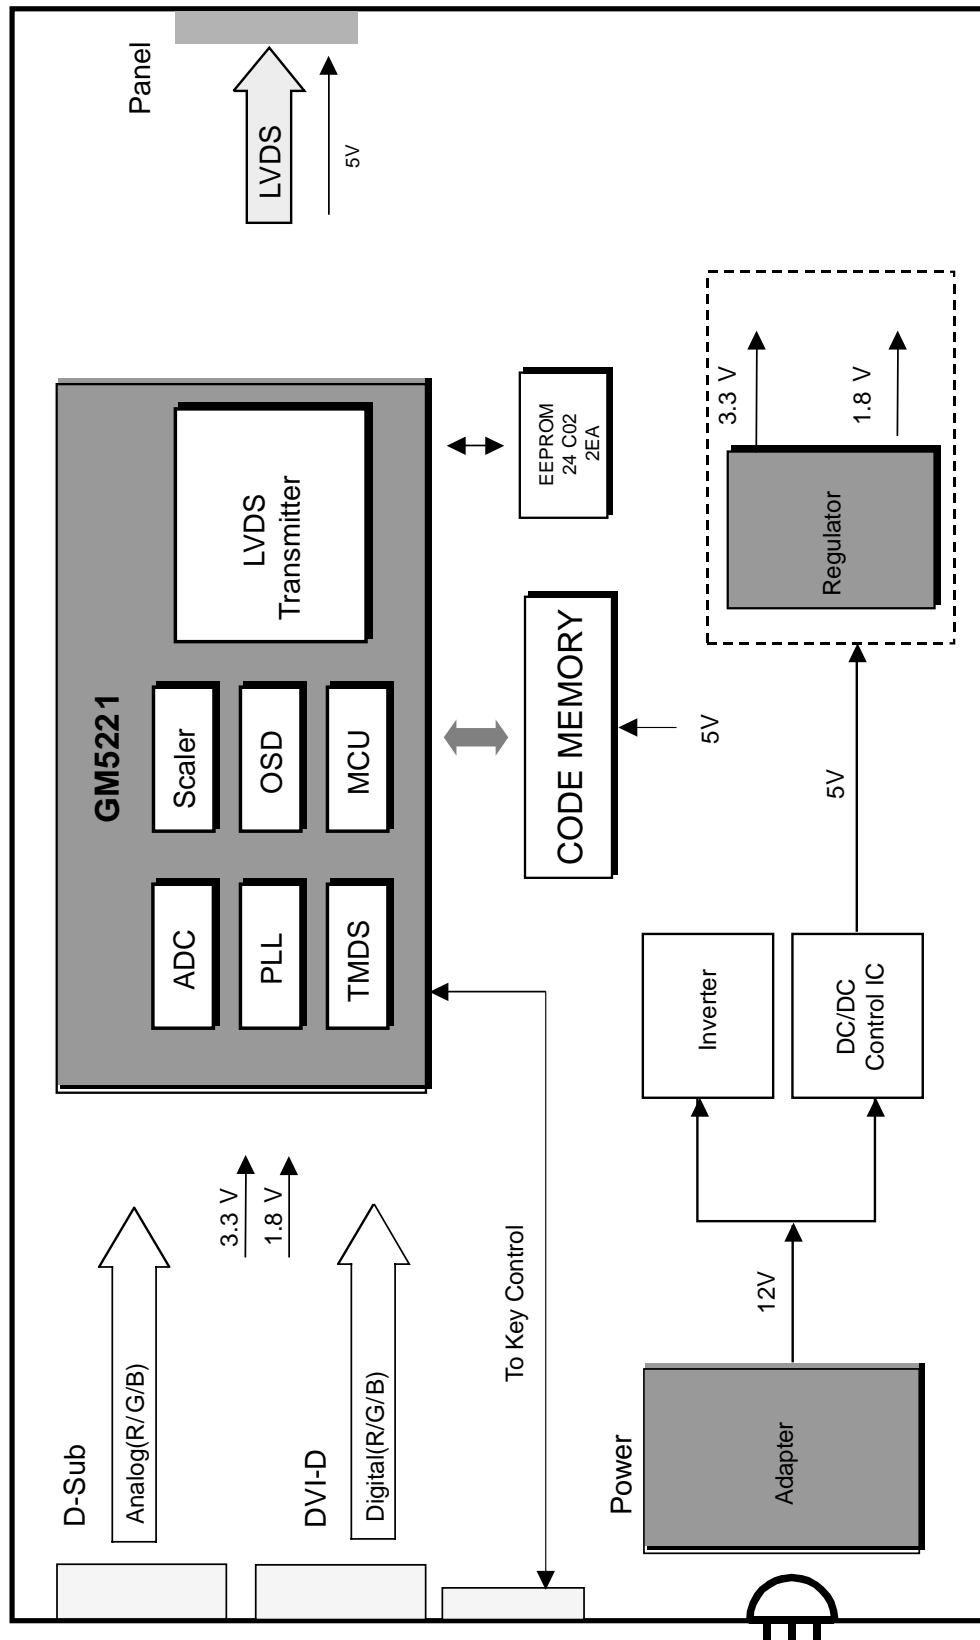 D-Sub
Analog(R/G/B)
DVI-D
Digital(R/G/B)
3.3 V
1.8 V
GM5221
ADC
Scaler
PLL
OSD
TMDS
MCU
LVDS
Transmitter
LVDS
5V
Panel
To Key Control
CODE MEMORY
5V
EEPROM
24 C02
2EA
Power
Adapter
12V
Inverter
DC/DC
Control IC
5V
Regulator
3.3 V
1.8 V